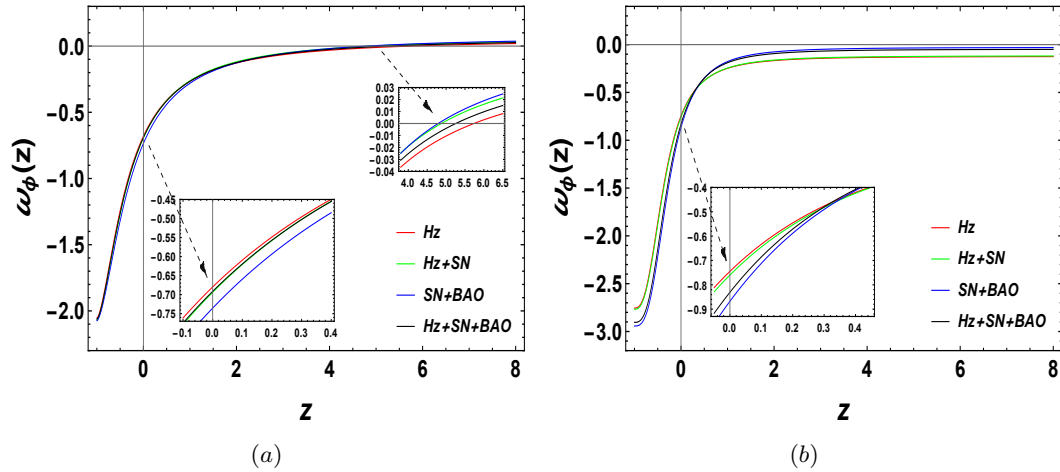 0.0
-0.5
-1.0
-1.5
-2.0
ω_ϕ(z)
0 2 4 6 8
z
0.03
0.02
0.01
0.00
-0.01
-0.02
-0.03
-0.04
4.0 4.5 5.0 5.5 6.0 6.5
-0.45
-0.50
-0.55
-0.60
-0.65
-0.70
-0.75
-0.1 0.0 0.1 0.2 0.3 0.4
Hz
Hz+SN
SN+BAO
Hz+SN+BAO
(a)
0.0
-0.5
-1.0
-1.5
-2.0
-2.5
-3.0
ω_ϕ(z)
0 2 4 6 8
z
-0.4
-0.5
-0.6
-0.7
-0.8
-0.9
0.0 0.1 0.2 0.3 0.4
Hz
Hz+SN
SN+BAO
Hz+SN+BAO
(b)